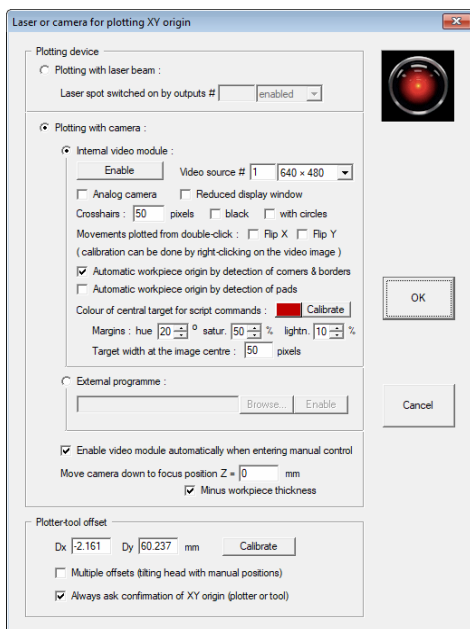 Laser or camera for plotting XY origin
Plotting device
Plotting with laser beam :
Laser spot switched on by outputs # enabled
Plotting with camera :
Internal video module :
Enable Video source # 1 640 × 480
Analog camera Reduced display window
Crosshairs : 50 pixels black with circles
Movements plotted from double-click : Flip X Flip Y
( calibration can be done by right-clicking on the video image )
Automatic workpiece origin by detection of corners & borders
Automatic workpiece origin by detection of pads
Colour of central target for script commands : Calibrate
Margins : hue 20 º satur. 50 % lightn. 10 %
Target width at the image centre : 50 pixels
External programme :
Browse... Enable
Enable video module automatically when entering manual control
Move camera down to focus position Z = 0 mm
Minus workpiece thickness
OK
Cancel
Plotter-tool offset
Dx -2.161 Dy 60.237 mm Calibrate
Multiple offsets (tilting head with manual positions)
Always ask confirmation of XY origin (plotter or tool)